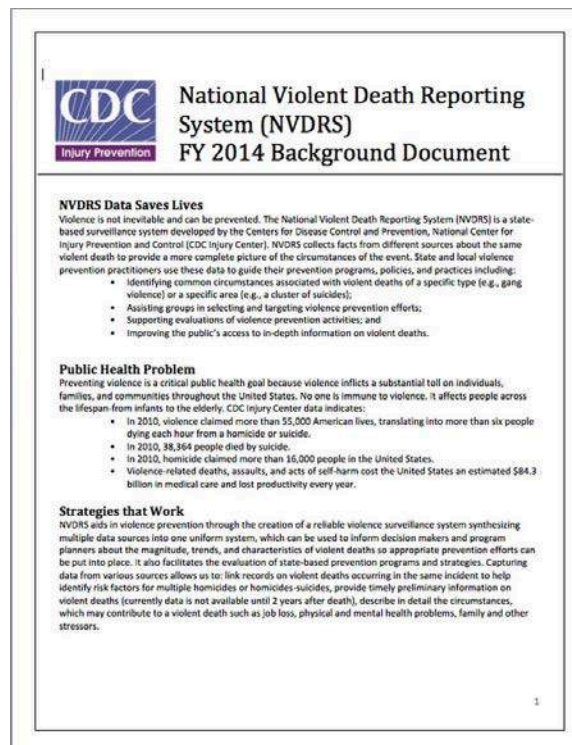 CDC
Injury Prevention
National Violent Death Reporting
System (NVDRS)
FY 2014 Background Document
NVDRS Data Saves Lives
Violence is not inevitable and can be prevented. The National Violent Death Reporting System (NVDRS) is a state-
based surveillance system developed by the Centers for Disease Control and Prevention, National Center for
Injury Prevention and Control (CDC Injury Center). NVDRS collects facts from different sources about the same
violent death to provide a more complete picture of the circumstances of the event. State and local violence
prevention practitioners use these data to guide their prevention programs, policies, and practices including:
• Identifying common circumstances associated with violent deaths of a specific type (e.g., gang
violence) or a specific area (e.g., a cluster of suicides);
• Assisting groups in selecting and targeting violence prevention efforts;
• Supporting evaluations of violence prevention activities; and
• Improving the public's access to in-depth information on violent deaths.
Public Health Problem
Preventing violence is a critical public health goal because violence inflicts a substantial toll on individuals,
families, and communities throughout the United States. No one is immune to violence. It affects people across
the lifespan-from infants to the elderly. CDC Injury Center data indicates:
• In 2010, violence claimed more than 55,000 American lives, translating into more than six people
dying each hour from a homicide or suicide.
• In 2010, 38,364 people died by suicide.
• In 2010, homicide claimed more than 16,000 people in the United States.
• Violence-related deaths, assaults, and acts of self-harm cost the United States an estimated $84.3
billion in medical care and lost productivity every year.
Strategies that Work
NVDRS aids in violence prevention through the creation of a reliable violence surveillance system synthesizing
multiple data sources into one uniform system, which can be used to inform decision makers and program
planners about the magnitude, trends, and characteristics of violent deaths so appropriate prevention efforts can
be put into place. It also facilitates the evaluation of state-based prevention programs and strategies. Capturing
data from various sources allows us to: link records on violent deaths occurring in the same incident to help
identify risk factors for multiple homicides or homicides-suicides, provide timely preliminary information on
violent deaths (currently data is not available until 2 years after death), describe in detail the circumstances,
which may contribute to a violent death such as job loss, physical and mental health problems, family and other
stressors.
1